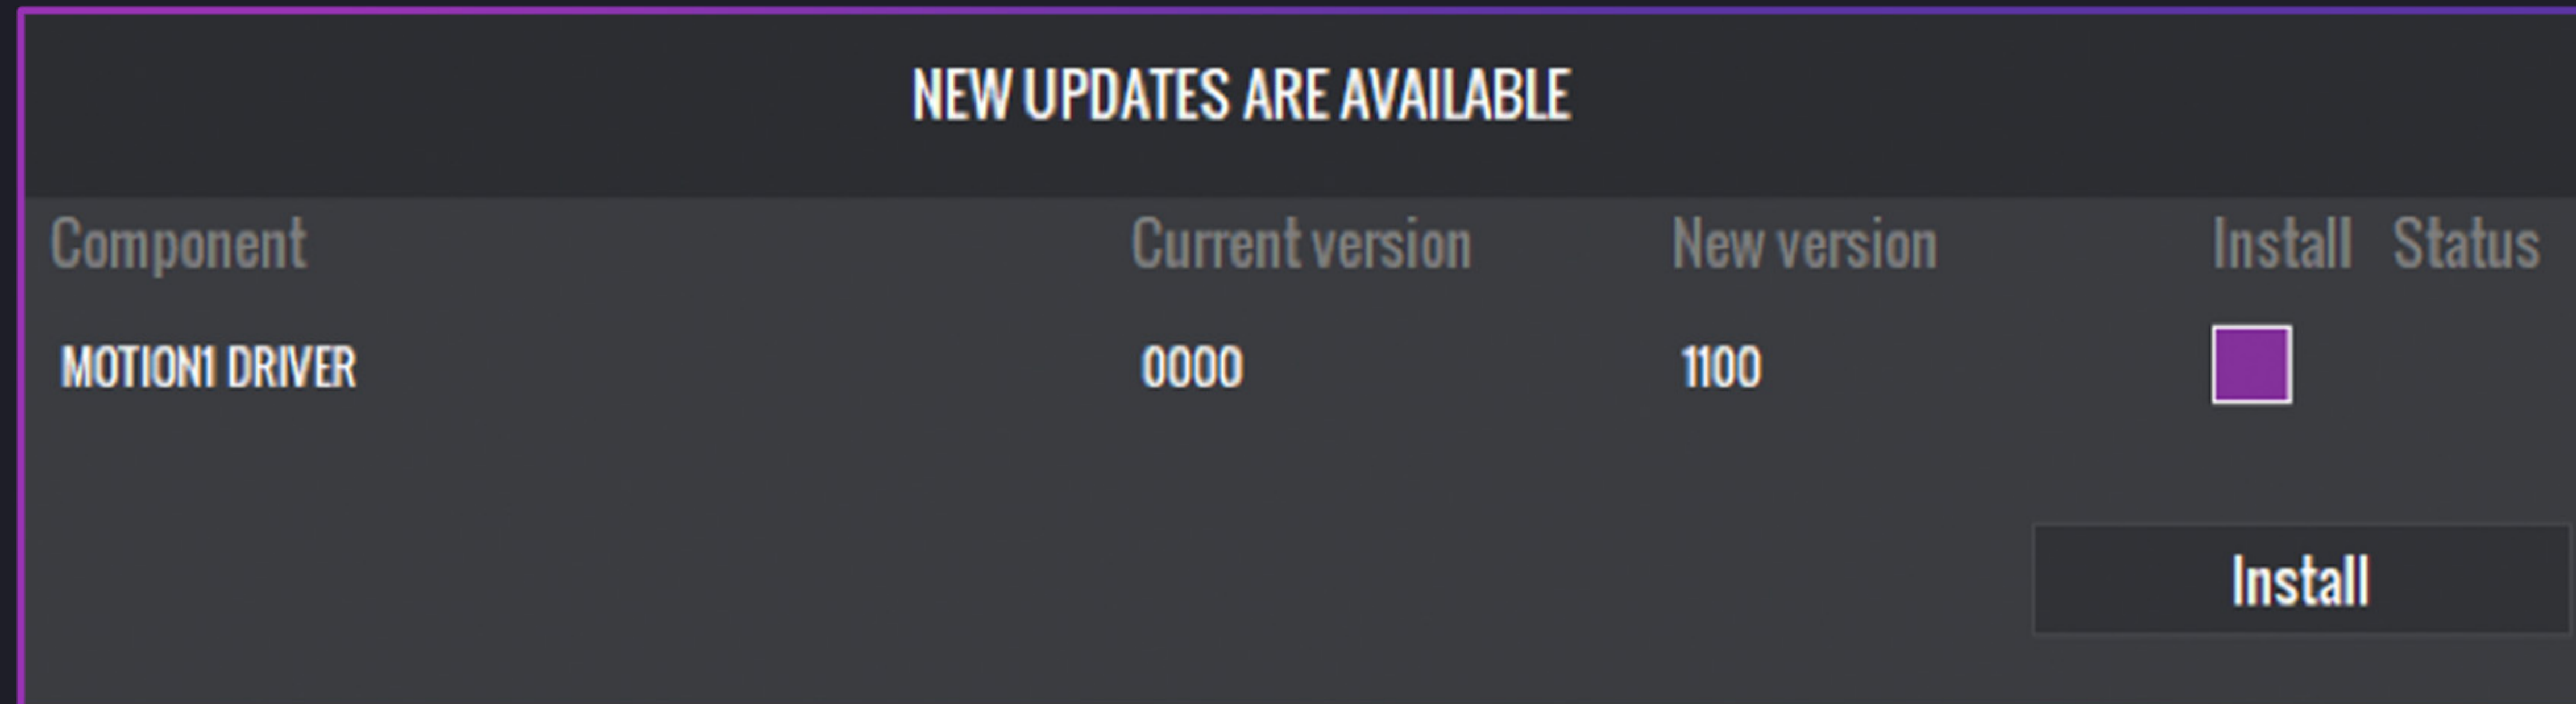 NEW UPDATES ARE AVAILABLE
Component Current version New version Install Status
MOTION1 DRIVER 0000 1100
Install